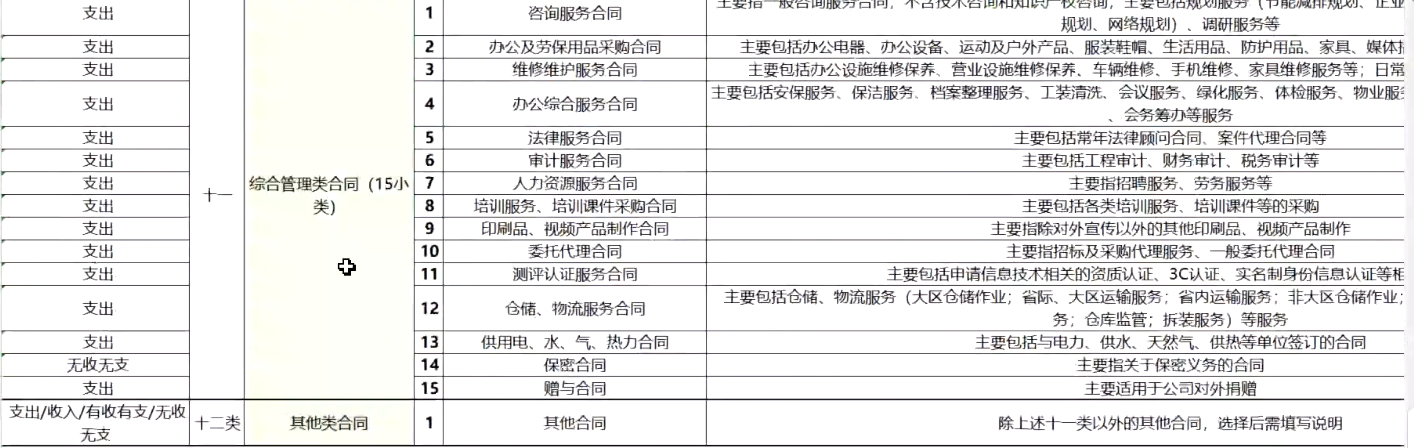 支出 1 咨询服务合同 主要指一般咨询服务合同，不含技术咨询和知识产权咨询，主要包括规划服务（节能减排规划、企业
规划、网络规划）、调研服务等
支出 2 办公及劳保用品采购合同 主要包括办公电器、办公设备、运动及户外产品、服装鞋帽、生活用品、防护用品、家具、媒体
支出 3 维修维护服务合同 主要包括办公设施维修保养、营业设施维修保养、车辆维修、手机维修、家具维修服务等；日常
支出 4 办公综合服务合同 主要包括安保服务、保洁服务、档案整理服务、工装清洗、会议服务、绿化服务、体检服务、物业服
、会务筹办等服务
支出 5 法律服务合同 主要包括常年法律顾问合同、案件代理合同等
支出 6 审计服务合同 主要包括工程审计、财务审计、税务审计等
支出 十一 综合管理类合同（15小
类） 7 人力资源服务合同 主要指招聘服务、劳务服务等
支出 8 培训服务、培训课件采购合同 主要包括各类培训服务、培训课件等的采购
支出 9 印刷品、视频产品制作合同 主要指除对外宣传以外的其他印刷品、视频产品制作
支出 10 委托代理合同 主要指招标及采购代理服务、一般委托代理合同
支出 11 测评认证服务合同 主要包括申请信息技术相关的资质认证、3C认证、实名制身份信息认证等相
支出 12 仓储、物流服务合同 主要包括仓储、物流服务（大区仓储作业；省际、大区运输服务；省内运输服务；非大区仓储作业；
务；仓库监管；拆装服务）等服务
支出 13 供用电、水、气、热力合同 主要包括与电力、供水、天然气、供热等单位签订的合同
无收无支 14 保密合同 主要指关于保密义务的合同
支出 15 赠与合同 主要适用于公司对外捐赠
支出/收入/有收有支/无收
无支 十二类 其他类合同 1 其他合同 除上述十一类以外的其他合同，选择后需填写说明